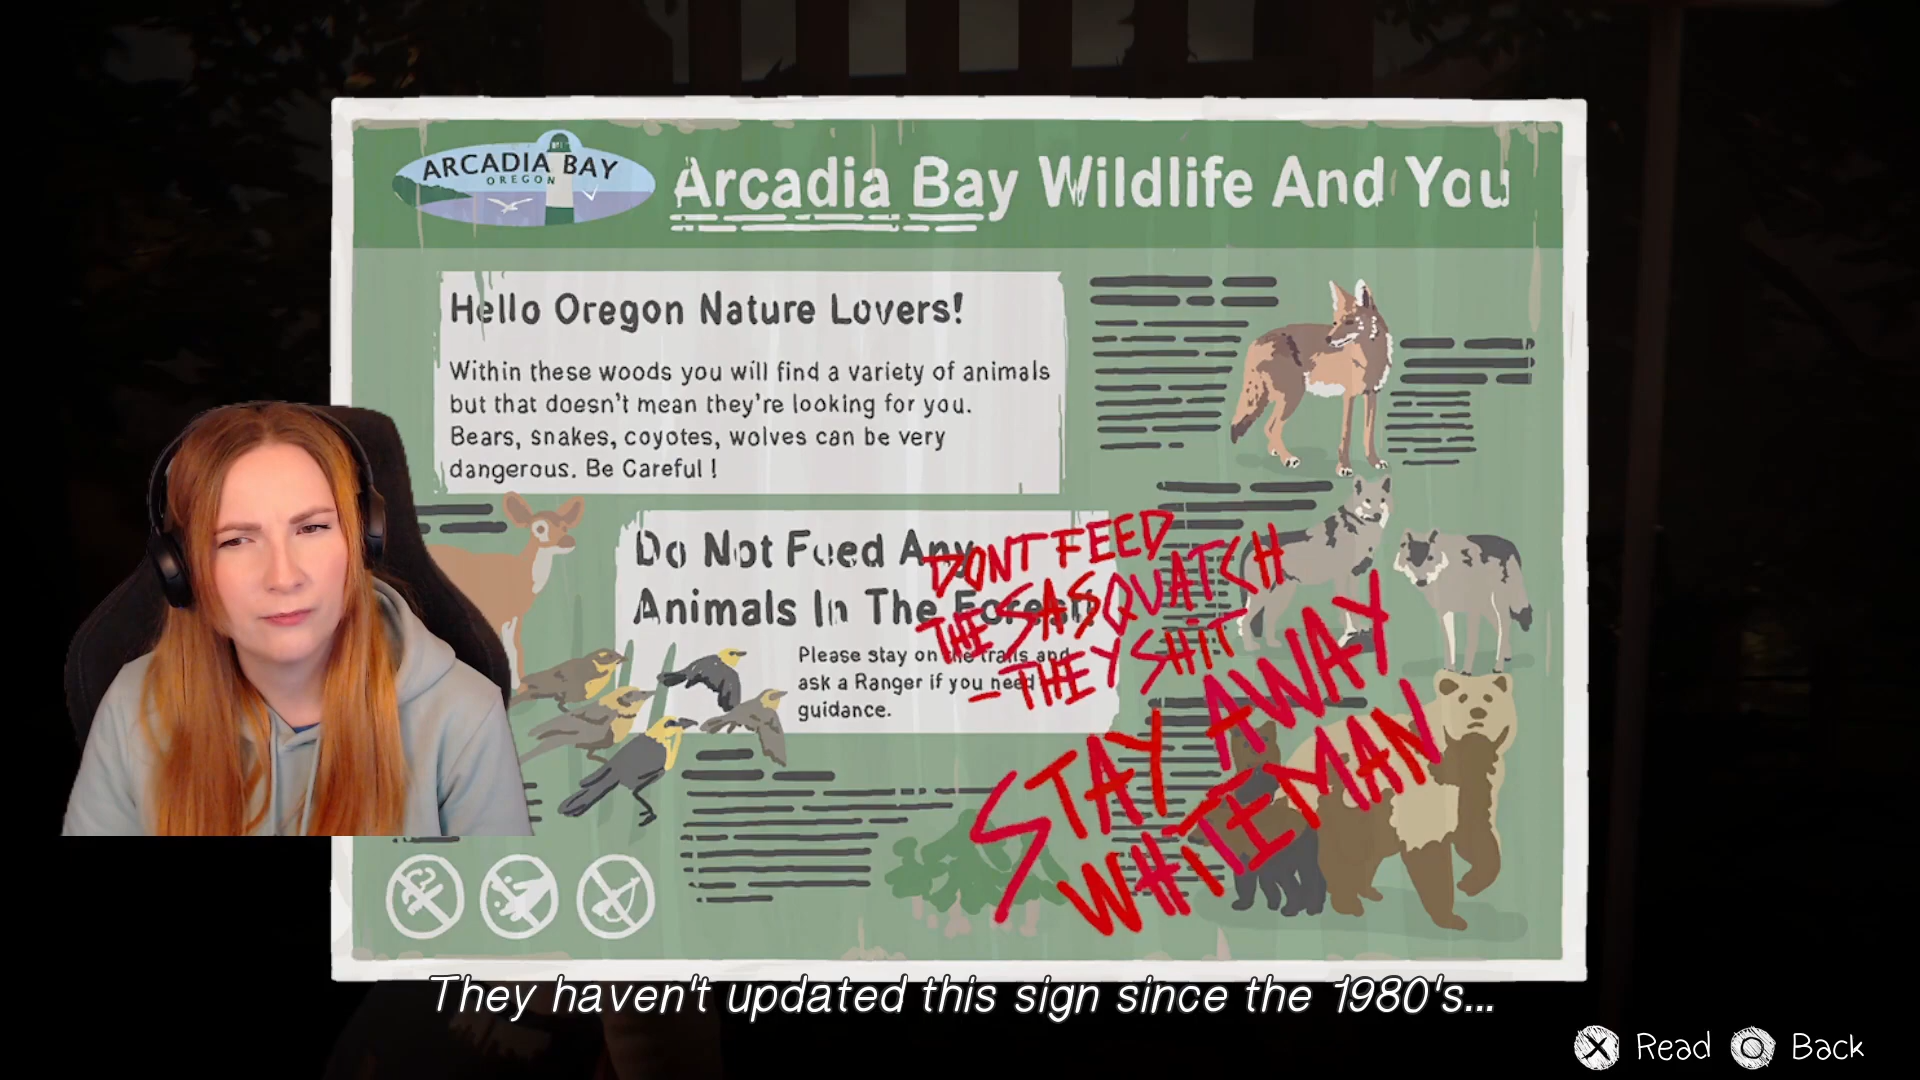 ARCADIA BAY
OREGON
Arcadia Bay Wildlife And You
Hello Oregon Nature Lovers!
Within these woods you will find a variety of animals
but that doesn't mean they're looking for you.
Bears, snakes, coyotes, wolves can be very
dangerous. Be Careful !
Do Not Feed Any
Animals In The Forest!
Please stay on the trails and
ask a Ranger if you need
guidance.
DONT FEED
THE SASQUATCH
- THEY SHIT
STAY AWAY
WHITEMAN
They haven't updated this sign since the 1980's...
Read Back